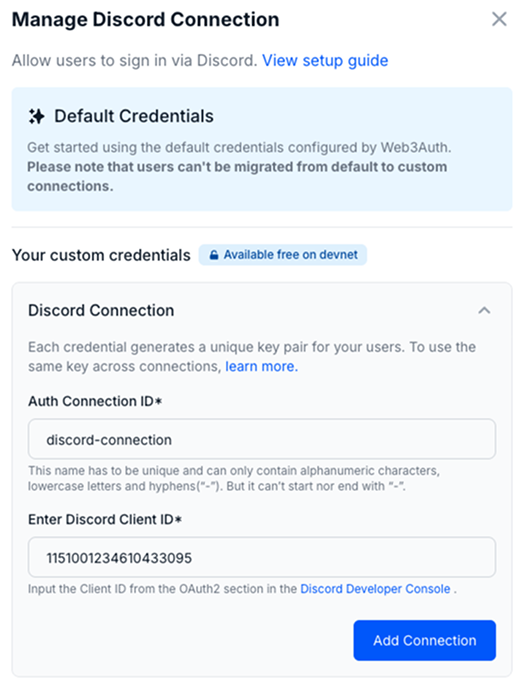 Manage Discord Connection
Allow users to sign in via Discord. View setup guide
Default Credentials
Get started using the default credentials configured by Web3Auth.
Please note that users can't be migrated from default to custom
connections.
Your custom credentials Available free on devnet
Discord Connection
Each credential generates a unique key pair for your users. To use the
same key across connections, learn more.
Auth Connection ID*
discord-connection
This name has to be unique and can only contain alphanumeric characters,
lowercase letters and hyphens(“-”). But it can’t start nor end with “-”.
Enter Discord Client ID*
1151001234610433095
Input the Client ID from the OAuth2 section in the Discord Developer Console .
Add Connection